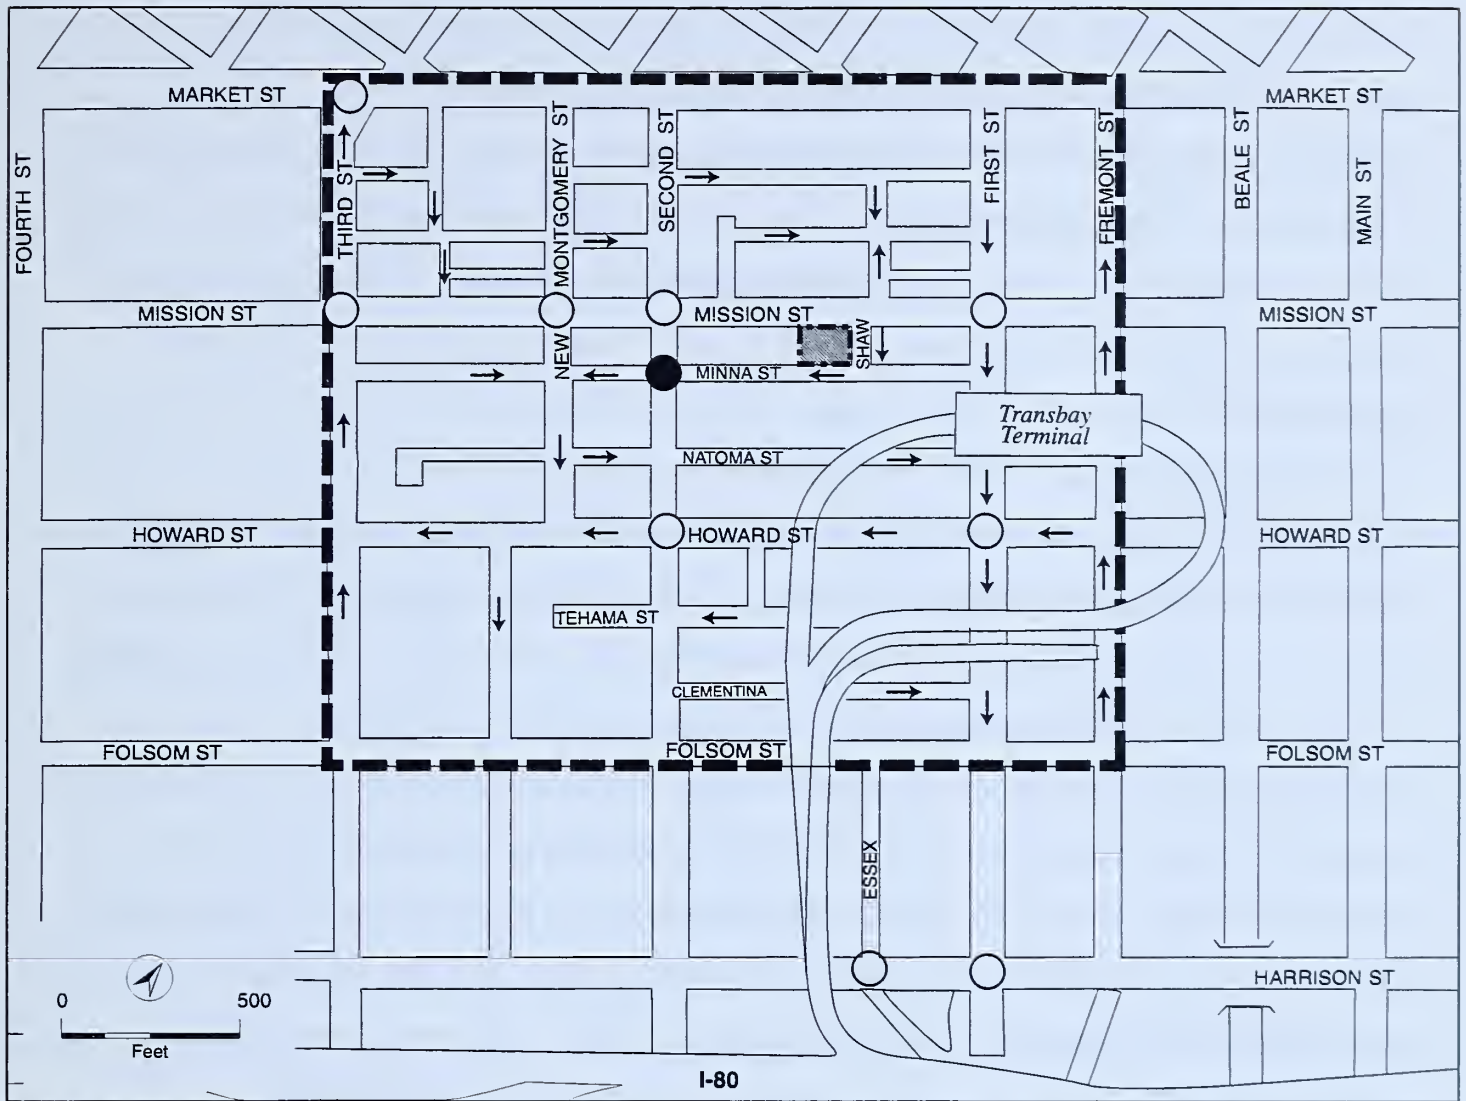 MARKET ST
MARKET ST
FOURTH ST
THIRD ST
NEW MONTGOMERY ST
SECOND ST
FIRST ST
FREMONT ST
BEALE ST
MAIN ST
MISSION ST
MISSION ST
MISSION ST
SHAW
MINNA ST
Transbay
Terminal
NATOMA ST
HOWARD ST
HOWARD ST
HOWARD ST
TEHAMA ST
CLEMENTINA
FOLSOM ST
FOLSOM ST
FOLSOM ST
ESSEX
HARRISON ST
0 500
Feet
I-80